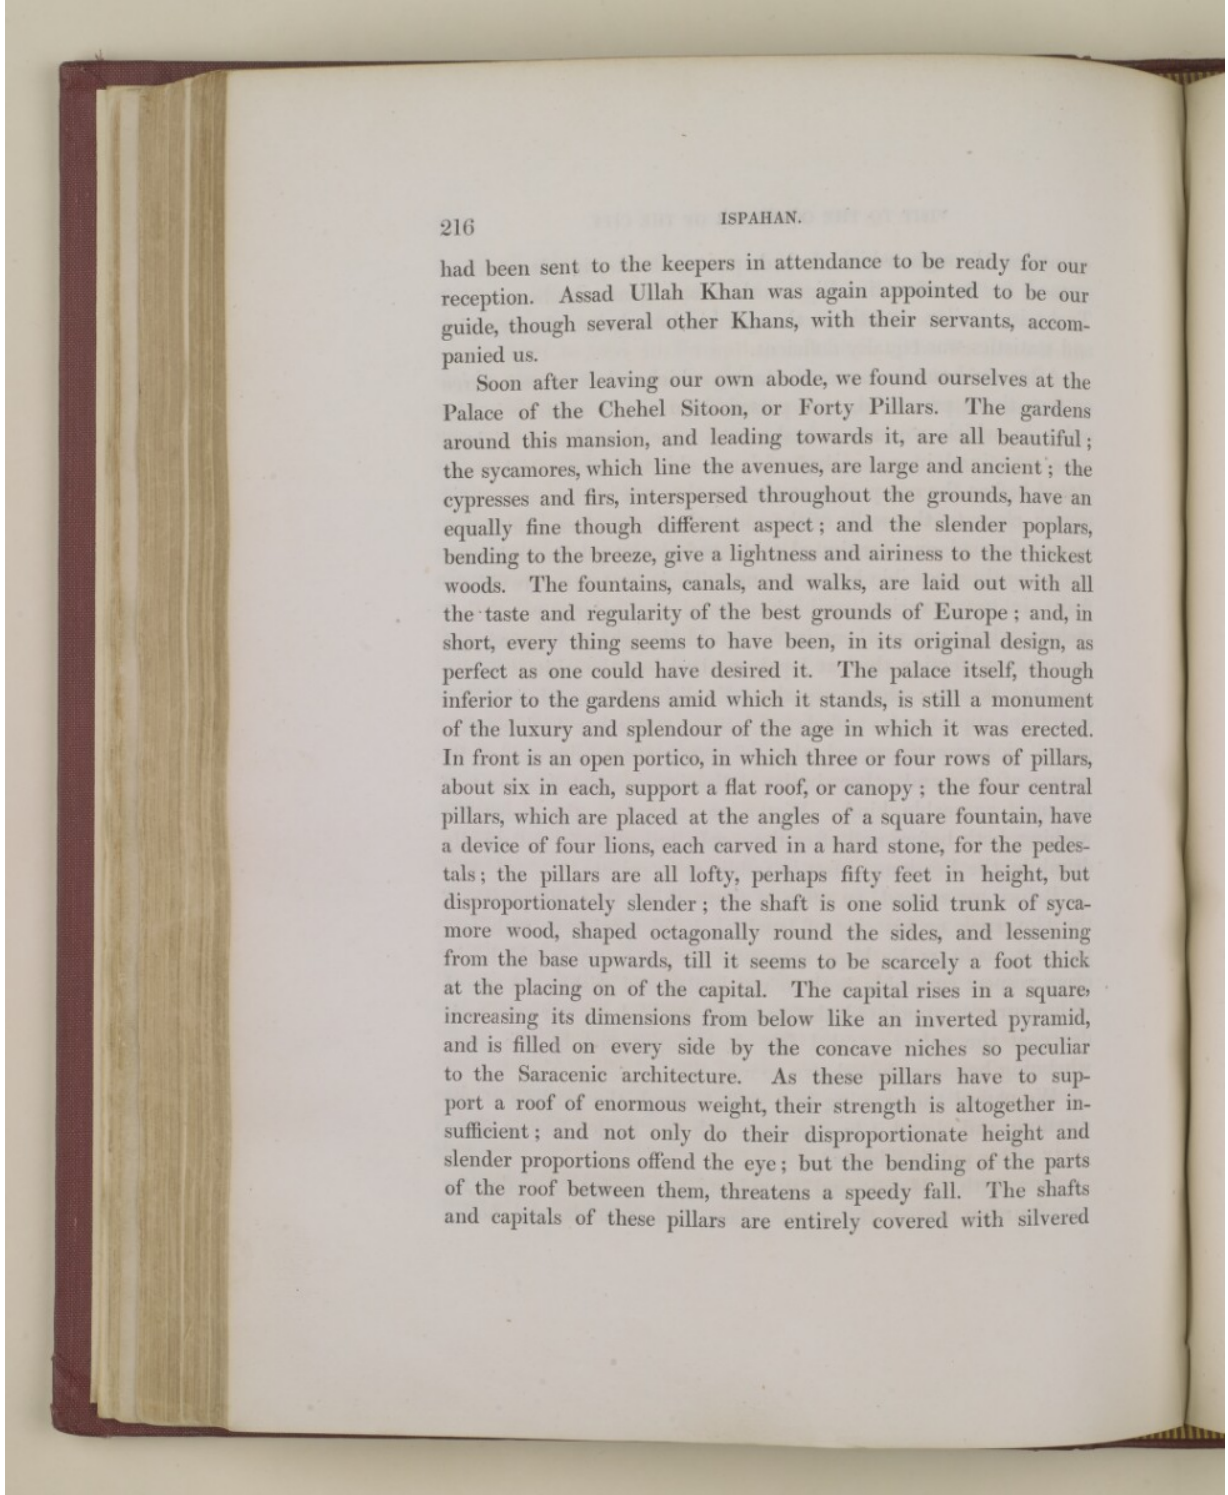 216
ISPAHAN.
had been sent to the keepers in attendance to be ready for our
reception. Assad Ullah Khan was again appointed to be our
guide, though several other Khans, with their servants, accom-
panied us.
Soon after leaving our own abode, we found ourselves at the
Palace of the Chehel Sitoon, or Forty Pillars. The gardens
around this mansion, and leading towards it, are all beautiful ;
the sycamores, which line the avenues, are large and ancient ; the
cypresses and firs, interspersed throughout the grounds, have an
equally fine though different aspect ; and the slender poplars,
bending to the breeze, give a lightness and airiness to the thickest
woods. The fountains, canals, and walks, are laid out with all
the taste and regularity of the best grounds of Europe ; and, in
short, every thing seems to have been, in its original design, as
perfect as one could have desired it. The palace itself, though
inferior to the gardens amid which it stands, is still a monument
of the luxury and splendour of the age in which it was erected.
In front is an open portico, in which three or four rows of pillars,
about six in each, support a flat roof, or canopy ; the four central
pillars, which are placed at the angles of a square fountain, have
a device of four lions, each carved in a hard stone, for the pedes-
tals ; the pillars are all lofty, perhaps fifty feet in height, but
disproportionately slender ; the shaft is one solid trunk of syca-
more wood, shaped octagonally round the sides, and lessening
from the base upwards, till it seems to be scarcely a foot thick
at the placing on of the capital. The capital rises in a square,
increasing its dimensions from below like an inverted pyramid,
and is filled on every side by the concave niches so peculiar
to the Saracenic architecture. As these pillars have to sup-
port a roof of enormous weight, their strength is altogether in-
sufficient ; and not only do their disproportionate height and
slender proportions offend the eye ; but the bending of the parts
of the roof between them, threatens a speedy fall. The shafts
and capitals of these pillars are entirely covered with silvered